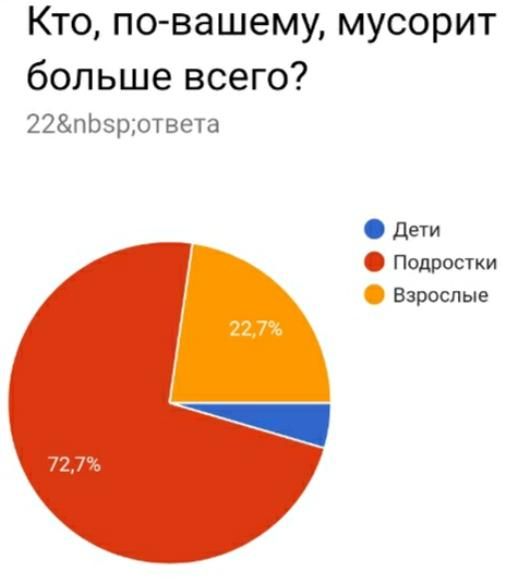 Кто, по-вашему, мусорит
больше всего?
22&nbsp;ответа
Дети
Подростки
Взрослые
22,7%
72,7%